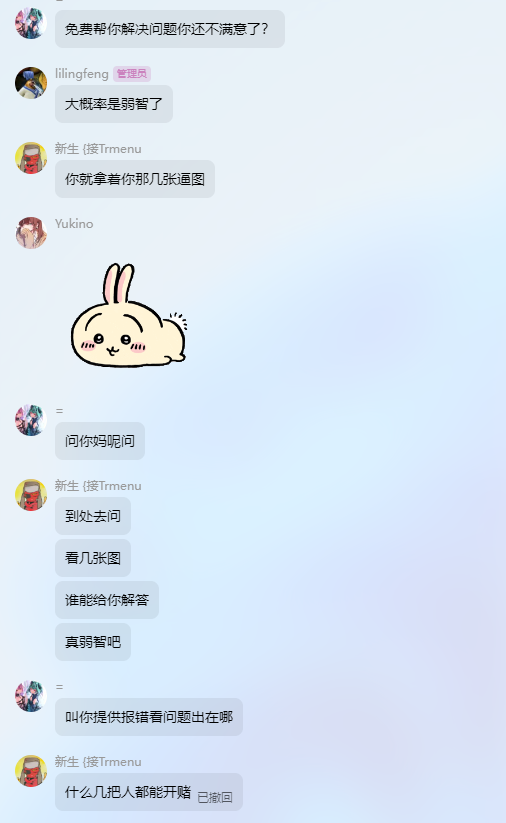 =
免费帮你解决问题你还不满意了?
lilingfeng 管理员
大概率是弱智了
新生 {接Trmenu
你就拿着你那几张逼图
Yukino
=
问你妈呢问
新生 {接Trmenu
到处去问
看几张图
谁能给你解答
真弱智吧
=
叫你提供报错看问题出在哪
新生 {接Trmenu
什么几把人都能开赌 已撤回